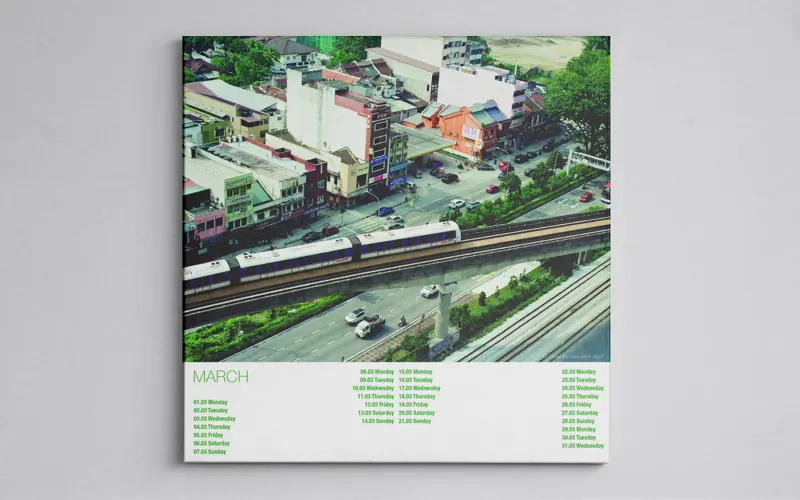 MARCH
01.03 Monday
02.03 Tuesday
03.03 Wednesday
04.03 Thursday
05.03 Friday
06.03 Saturday
07.03 Sunday
08.03 Monday
09.03 Tuesday
10.03 Wednesday
11.03 Thursday
12.03 Friday
13.03 Saturday
14.03 Sunday
15.03 Monday
16.03 Tuesday
17.03 Wednesday
18.03 Thursday
19.03 Friday
20.03 Saturday
21.03 Sunday
22.03 Monday
23.03 Tuesday
24.03 Wednesday
25.03 Thursday
26.03 Friday
27.03 Saturday
28.03 Sunday
29.03 Monday
30.03 Tuesday
31.03 Wednesday